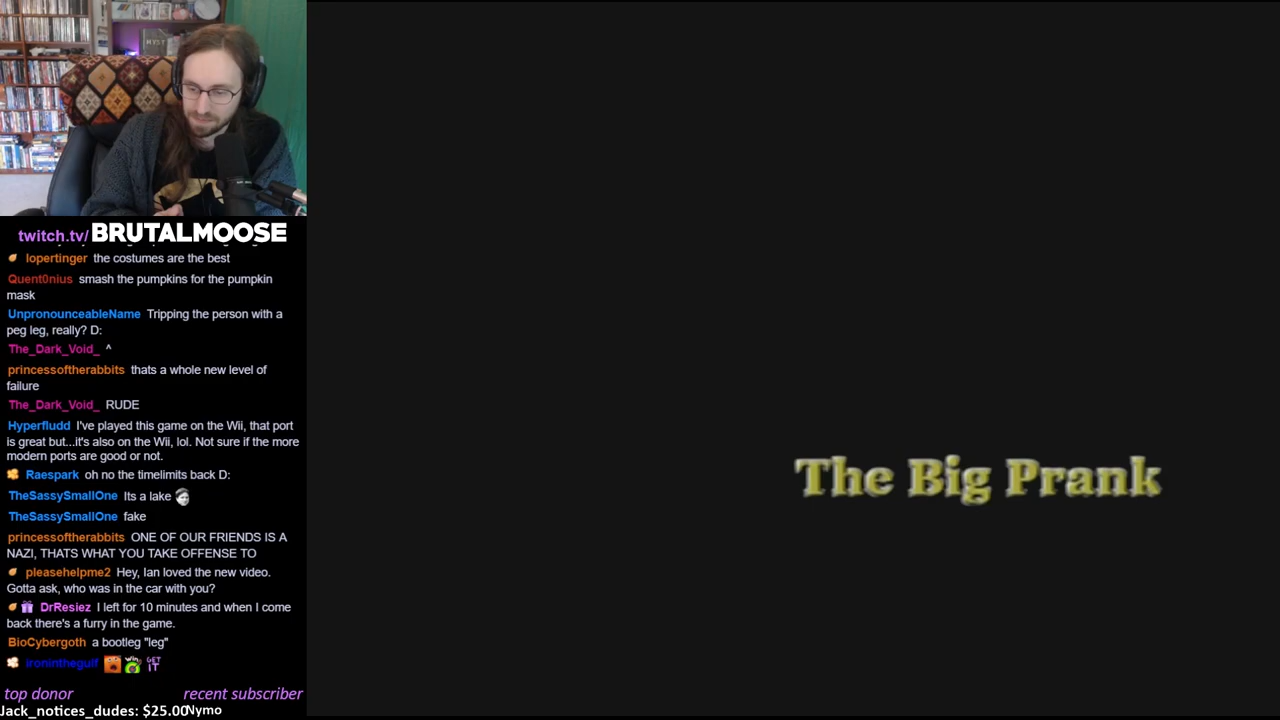 MYST
twitch.tv/BRUTALMOOSE
lopertinger the costumes are the best
Quent0nius smash the pumpkins for the pumpkin
mask
UnpronounceableName Tripping the person with a
peg leg, really? D:
The_Dark_Void_ ^
princessoftherabbits thats a whole new level of
failure
The_Dark_Void_ RUDE
Hyperfludd I've played this game on the Wii, that port
is great but...it's also on the Wii, lol. Not sure if the more
modern ports are good or not.
Raespark oh no the timelimits back D:
TheSassySmallOne Its a lake
TheSassySmallOne fake
princessoftherabbits ONE OF OUR FRIENDS IS A
NAZI, THATS WHAT YOU TAKE OFFENSE TO
pleasehelpme2 Hey, Ian loved the new video.
Gotta ask, who was in the car with you?
DrResiez I left for 10 minutes and when I come
back there's a furry in the game.
BioCybergoth a bootleg "leg"
ironinthegulf GET IT
top donor recent subscriber
Jack_notices_dudes: $25.00 Nymo
The Big Prank